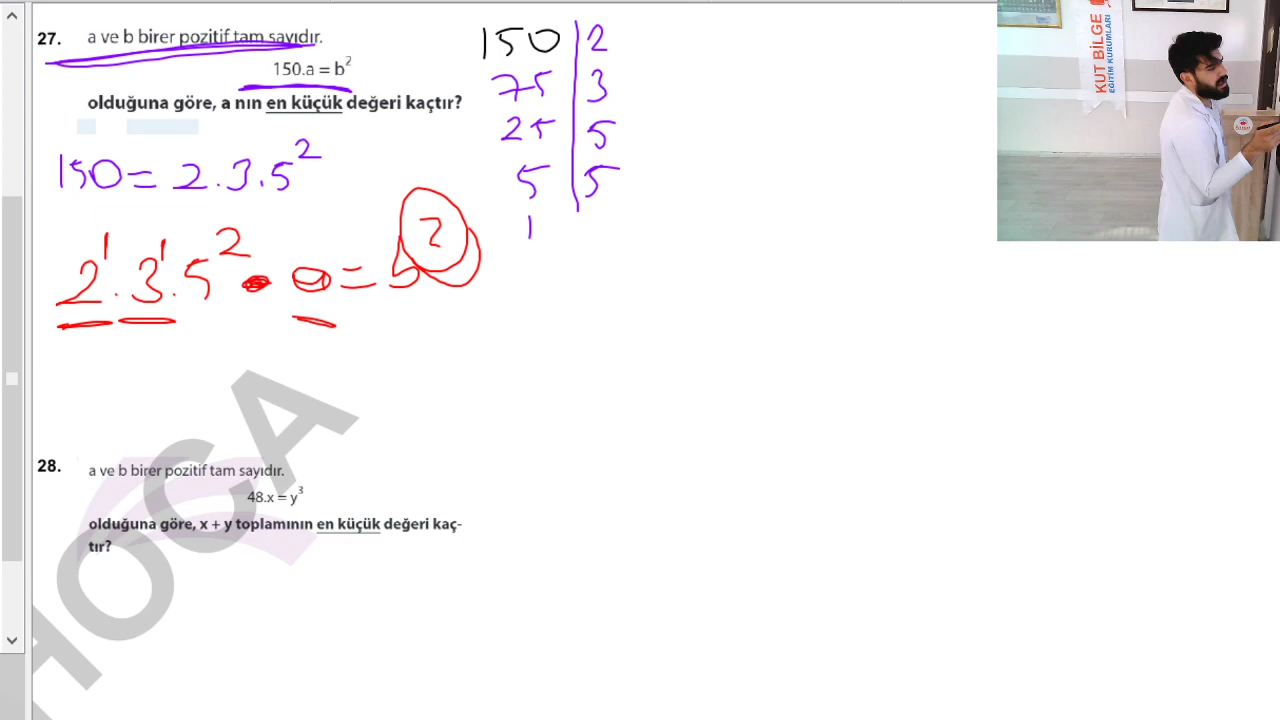 27. a ve b birer pozitif tam sayıdır.
150.a = b²
olduğuna göre, a nın en küçük değeri kaçtır?
150 = 2.3.5²
2¹.3¹.5² . a = b²
150 | 2
75 | 3
25 | 5
5 | 5
1
28. a ve b birer pozitif tam sayıdır.
48.x = y³
olduğuna göre, x + y toplamının en küçük değeri kaç-
tır?
HOCA
KUT BİLGE
EĞİTİM KURUMLARI